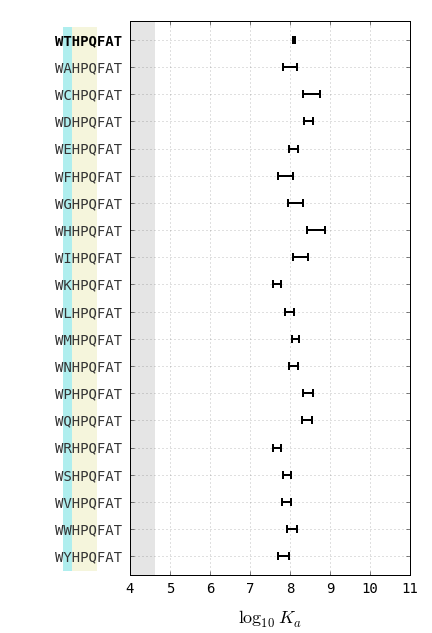 WTHPQFAT
WAHPQFAT
WCHPQFAT
WDHPQFAT
WEHPQFAT
WFHPQFAT
WGHPQFAT
WHHPQFAT
WIHPQFAT
WKHPQFAT
WLHPQFAT
WMHPQFAT
WNHPQFAT
WPHPQFAT
WQHPQFAT
WRHPQFAT
WSHPQFAT
WVHPQFAT
WWHPQFAT
WYHPQFAT
4 5 6 7 8 9 10 11
log10 Ka